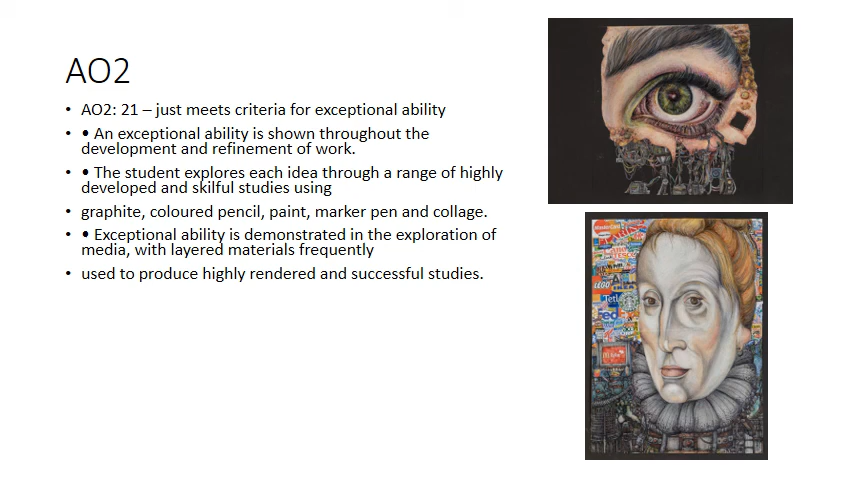 AO2
• AO2: 21 – just meets criteria for exceptional ability
• • An exceptional ability is shown throughout the
development and refinement of work.
• • The student explores each idea through a range of highly
developed and skilful studies using
• graphite, coloured pencil, paint, marker pen and collage.
• • Exceptional ability is demonstrated in the exploration of
media, with layered materials frequently
• used to produce highly rendered and successful studies.
LEGO
IKEA
Tetl